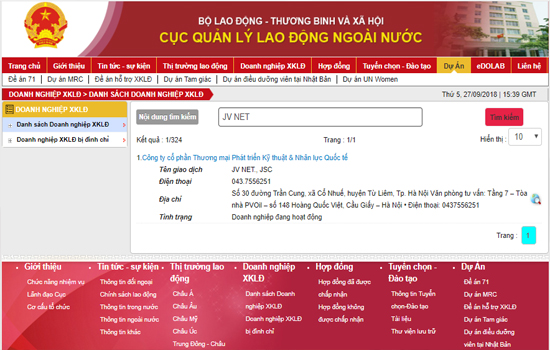 BỘ LAO ĐỘNG - THƯƠNG BINH VÀ XÃ HỘI
CỤC QUẢN LÝ LAO ĐỘNG NGOÀI NƯỚC
Trang chủ Giới thiệu Tin tức - sự kiện Thị trường lao động Doanh nghiệp XKLĐ Hợp đồng Tuyển chọn - Đào tạo Dự Án eDOLAB Liên hệ
Đề án 71 Dự án MRC Đề án hỗ trợ XKLĐ Dự án Tam giác Dự án điều dưỡng viên tại Nhật Bản Dự án UN Women
DOANH NGHIỆP XKLĐ > DANH SÁCH DOANH NGHIỆP XKLĐ Thứ 5, 27/09/2018 | 15:39 GMT
DOANH NGHIỆP XKLĐ
Danh sách Doanh nghiệp XKLĐ
Doanh nghiệp XKLĐ bị đình chỉ
Nội dung tìm kiếm JV NET Tìm kiếm
Kết quả : 1/324 Trang : 1/1 Hiển thị : 10
1.Công ty cổ phần Thương mại Phát triển Kỹ thuật & Nhân lực Quốc tế
Tên giao dịch JV NET., JSC
Điện thoại 043.7556251
Địa chỉ Số 30 đường Trần Cung, xã Cổ Nhuế, huyện Từ Liêm, Tp. Hà Nội Văn phòng tư vấn: Tầng 7 – Tòa
nhà PVOil – số 148 Hoàng Quốc Việt, Cầu Giấy – Hà Nội • Điện thoại: 0437556251
Tình trạng Doanh nghiệp đang hoạt động
Trang : 1
Giới thiệu
Chức năng nhiệm vụ
Lãnh đạo Cục
Cơ cấu tổ chức
Tin tức - sự kiện
Thông tin đối ngoại
Chính sách lao động
Thông tin trong nước
Thông tin ngoài nước
Thông tin khác
Thị trường lao
động
Châu Á
Châu Âu
Châu Mỹ
Châu Úc
Trung Đông - Châu
Doanh nghiệp
XKLĐ
Danh sách Doanh
nghiệp XKLĐ
Doanh nghiệp XKLĐ
bị đình chỉ
Hợp đồng
Hợp đồng đã được
chấp nhận
Hợp đồng không
được chấp nhận
Tuyển chọn -
Đào tạo
Thông tin Tuyển
chọn-Đào tạo
Tài liệu
Thư viện lưu trữ
Dự Án
Đề án 71
Dự án MRC
Đề án hỗ trợ XKLĐ
Dự án Tam giác
Dự án điều dưỡng
viên tại Nhật Bản